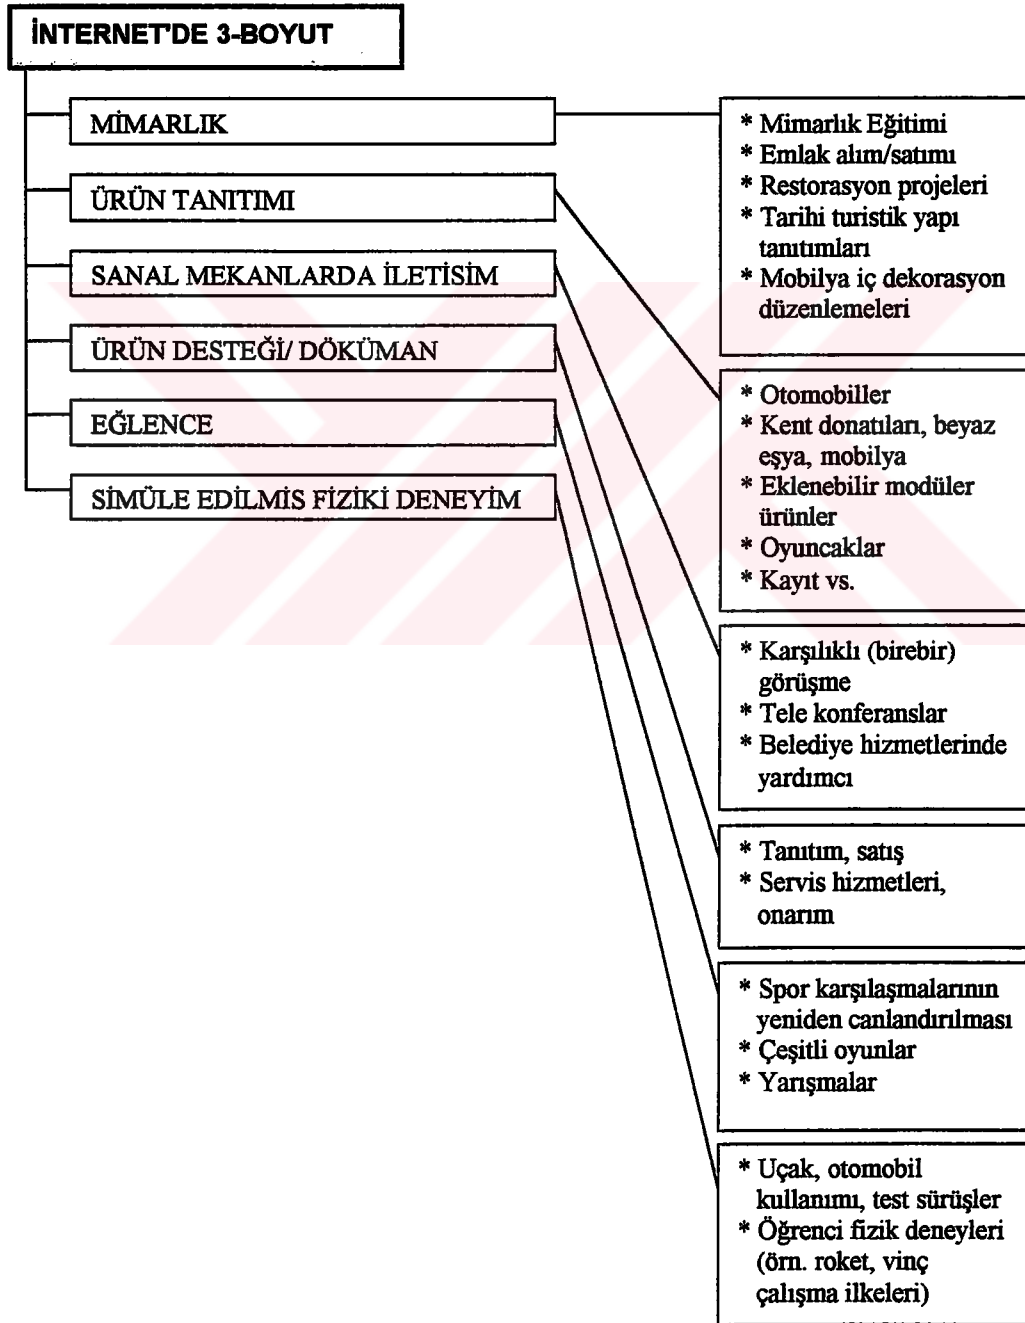 İNTERNET'DE 3-BOYUT
MİMARLIK
ÜRÜN TANITIMI
SANAL MEKANLARDA İLETİSİM
ÜRÜN DESTEĞİ/ DÖKÜMAN
EĞLENCE
SİMÜLE EDİLMİS FİZİKİ DENEYİM
* Mimarlık Eğitimi
* Emlak alım/satımı
* Restorasyon projeleri
* Tarihi turistik yapı
tanıtımları
* Mobilya iç dekorasyon
düzenlemeleri
* Otomobiller
* Kent donatıları, beyaz
eşya, mobilya
* Eklenebilir modüler
ürünler
* Oyuncaklar
* Kayıt vs.
* Karşılıklı (birebir)
görüşme
* Tele konferanslar
* Belediye hizmetlerinde
yardımcı
* Tanıtım, satış
* Servis hizmetleri,
onarım
* Spor karşılaşmalarının
yeniden canlandırılması
* Çeşitli oyunlar
* Yarışmalar
* Uçak, otomobil
kullanımı, test sürüşler
* Öğrenci fizik deneyleri
(örn. roket, vinç
çalışma ilkeleri)